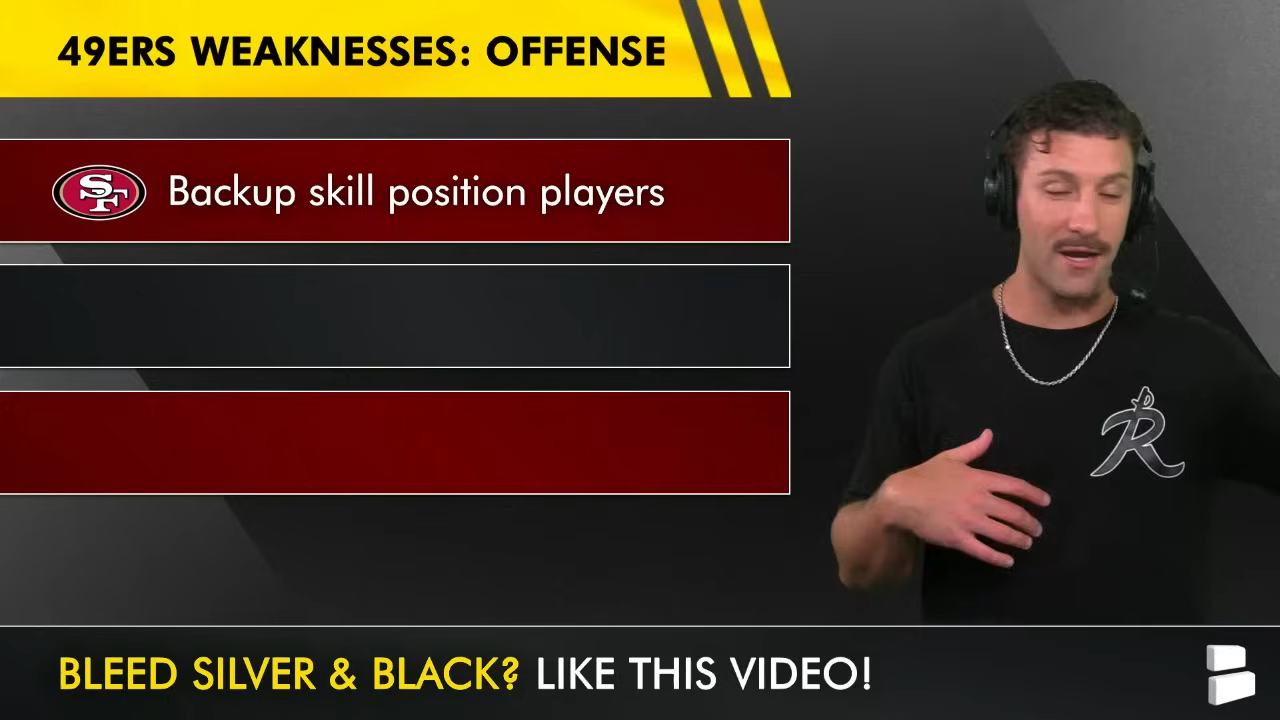 49ERS WEAKNESSES: OFFENSE
SF
Backup skill position players
R
BLEED SILVER & BLACK? LIKE THIS VIDEO!